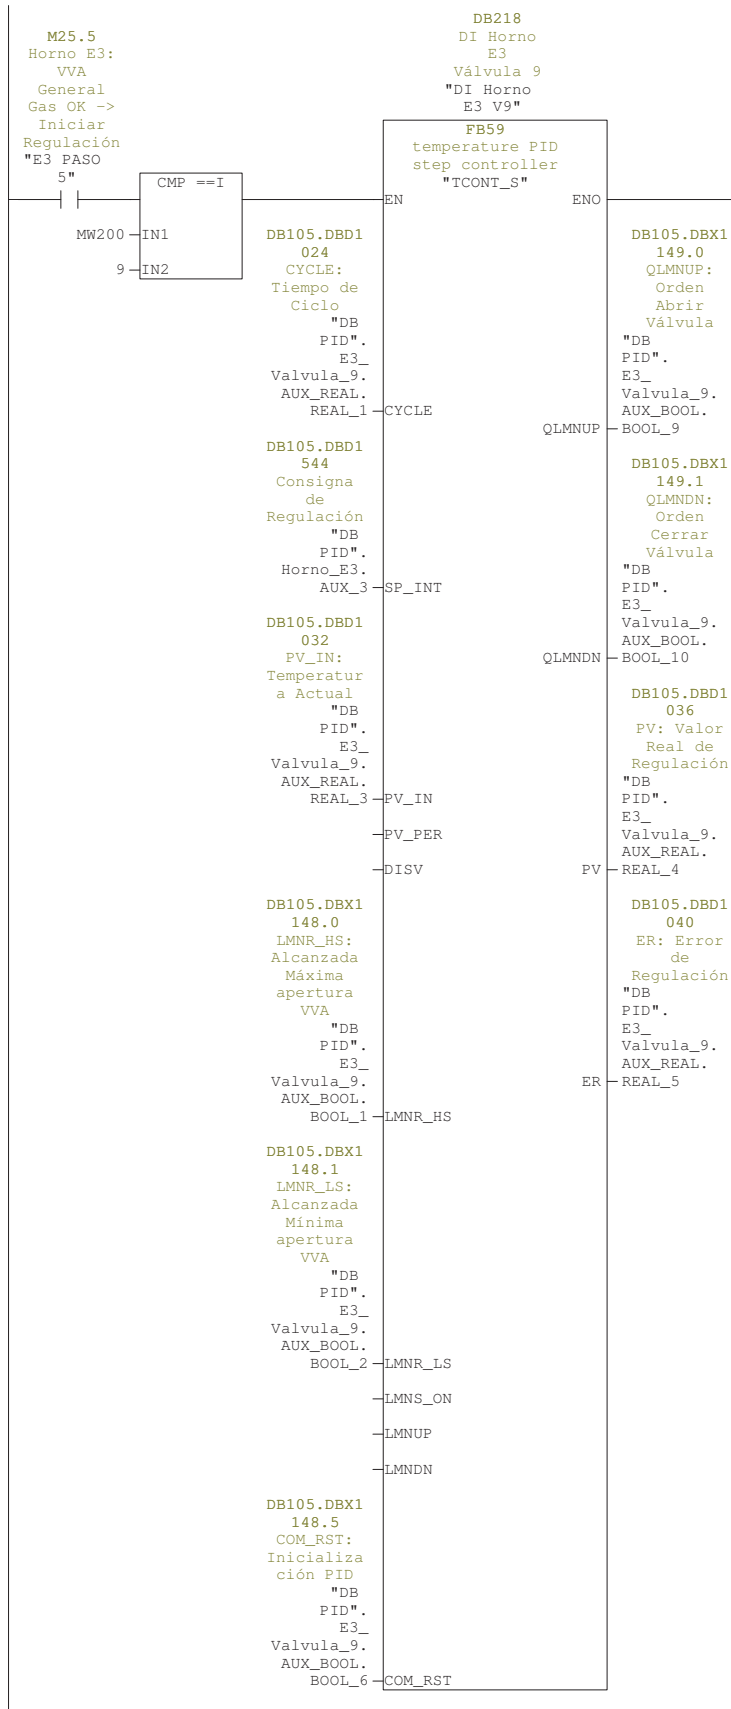 M25.5
Horno E3:
VVA
General
Gas OK ->
Iniciar
Regulación
"E3 PASO
5"
CMP ==I
MW200
IN1
9
IN2
DB218
DI Horno
E3
Válvula 9
"DI Horno
E3 V9"
FB59
temperature PID
step controller
"TCONT_S"
EN
ENO
DB105.DBD1
024
CYCLE:
Tiempo de
Ciclo
"DB
PID".
E3_
Valvula_9.
AUX_REAL.
REAL_1
CYCLE
DB105.DBD1
544
Consigna
de
Regulación
"DB
PID".
Horno_E3.
AUX_3
SP_INT
DB105.DBD1
032
PV_IN:
Temperatur
a Actual
"DB
PID".
E3_
Valvula_9.
AUX_REAL.
REAL_3
PV_IN
PV_PER
DISV
DB105.DBX1
148.0
LMNR_HS:
Alcanzada
Máxima
apertura
VVA
"DB
PID".
E3_
Valvula_9.
AUX_BOOL.
BOOL_1
LMNR_HS
DB105.DBX1
148.1
LMNR_LS:
Alcanzada
Mínima
apertura
VVA
"DB
PID".
E3_
Valvula_9.
AUX_BOOL.
BOOL_2
LMNR_LS
LMNS_ON
LMNUP
LMNDN
DB105.DBX1
148.5
COM_RST:
Inicializa
ción PID
"DB
PID".
E3_
Valvula_9.
AUX_BOOL.
BOOL_6
COM_RST
DB105.DBX1
149.0
QLMNUP:
Orden
Abrir
Válvula
"DB
PID".
E3_
Valvula_9.
AUX_BOOL.
QLMNUP
BOOL_9
DB105.DBX1
149.1
QLMNDN:
Orden
Cerrar
Válvula
"DB
PID".
E3_
Valvula_9.
AUX_BOOL.
QLMNDN
BOOL_10
DB105.DBD1
036
PV: Valor
Real de
Regulación
"DB
PID".
E3_
Valvula_9.
AUX_REAL.
PV
REAL_4
DB105.DBD1
040
ER: Error
de
Regulación
"DB
PID".
E3_
Valvula_9.
AUX_REAL.
ER
REAL_5